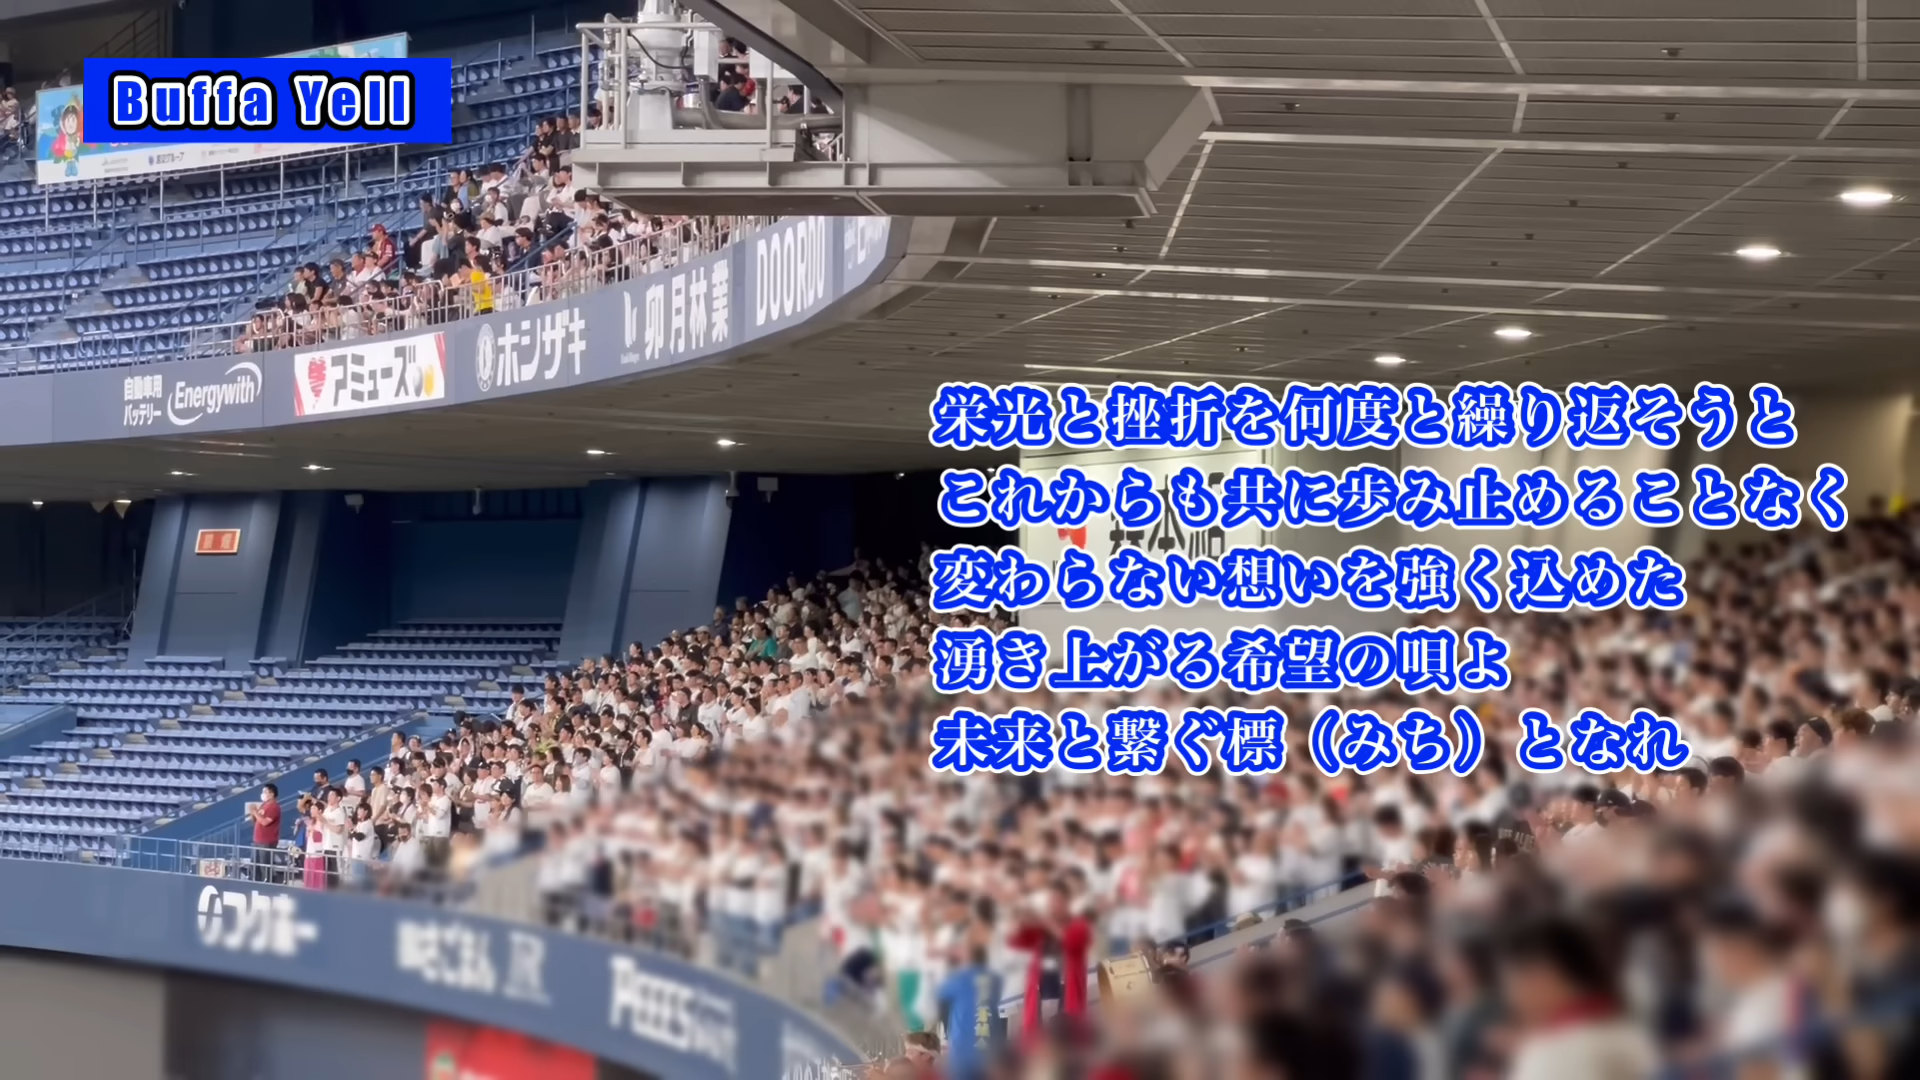 Buffa Yell
DOORDO
卯月林業
ホシザキ
アミューズ
自動車用
バッテリー
Energywith
栄光と挫折を何度と繰り返そうと
これからも共に歩み止めることなく
変わらない想いを強く込めた
湧き上がる希望の唄よ
未来と繋ぐ標（みち）となれ
フクホー
PEEES